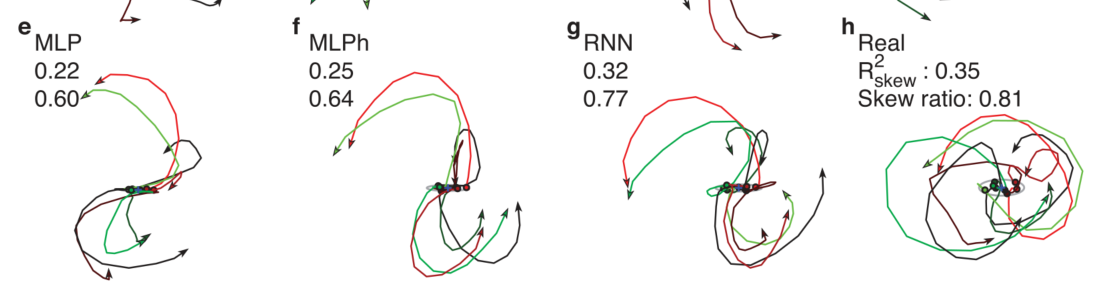 e
MLP
0.22
0.60
f
MLPh
0.25
0.64
g
RNN
0.32
0.77
h
Real
R²skew : 0.35
Skew ratio: 0.81